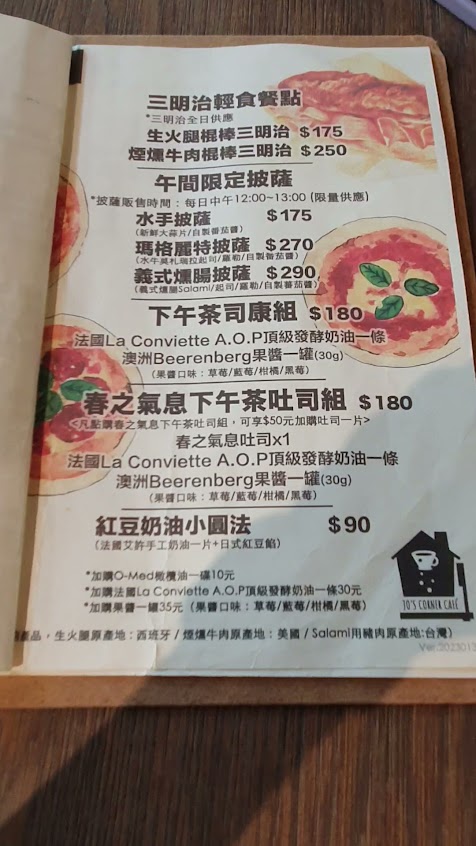 三明治輕食餐點
*三明治全日供應
生火腿棍棒三明治 $175
煙燻牛肉棍棒三明治 $250
午間限定披薩
*披薩販售時間：每日中午12:00~13:00 (限量供應)
水手披薩 $175
(新鮮大蒜片/自製番茄醬)
瑪格麗特披薩 $270
(水牛莫札瑞拉起司/羅勒/自製番茄醬)
義式燻腸披薩 $290
(義式燻腸Salami/起司/羅勒/自製番茄醬)
下午茶司康組 $180
法國La Conviette A.O.P頂級發酵奶油一條
澳洲Beerenberg果醬一罐(30g)
(果醬口味：草莓/藍莓/柑橘/黑莓)
春之氣息下午茶吐司組 $180
<凡點購春之氣息下午茶吐司組，可享$50元加購吐司一片>
春之氣息吐司x1
法國La Conviette A.O.P頂級發酵奶油一條
澳洲Beerenberg果醬一罐(30g)
(果醬口味：草莓/藍莓/柑橘/黑莓)
紅豆奶油小圓法 $90
(法國艾許手工奶油一片+日式紅豆餡)
*加購O-Med橄欖油一碟10元
*加購法國La Conviette A.O.P頂級發酵奶油一條30元
*加購果醬一罐35元 (果醬口味：草莓/藍莓/柑橘/黑莓)
JO'S CORNER CAFÉ
產品，生火腿原產地：西班牙 / 煙燻牛肉原產地：美國 / Salami用豬肉原產地:台灣)
Ver:2023013